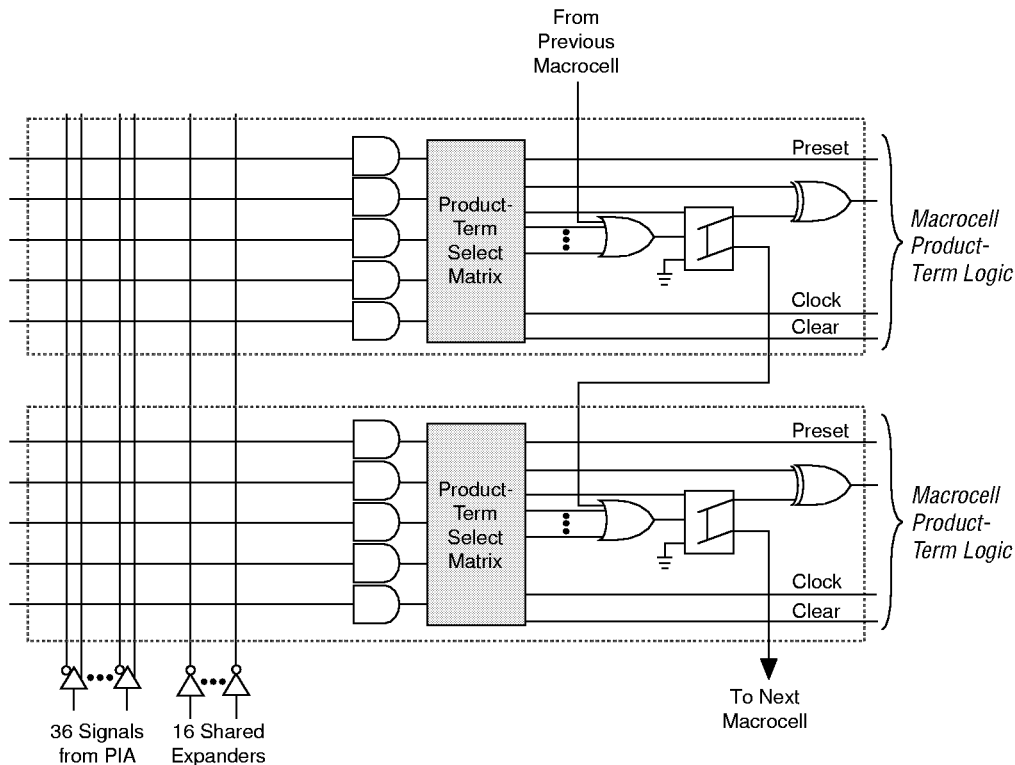 From
Previous
Macrocell
Preset
Product-
Term
Select
Matrix
Clock
Clear
Macrocell
Product-
Term Logic
Preset
Product-
Term
Select
Matrix
Clock
Clear
Macrocell
Product-
Term Logic
36 Signals
from PIA
16 Shared
Expanders
To Next
Macrocell